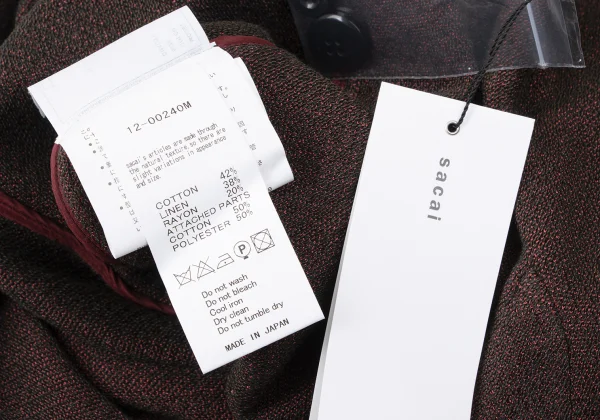 12-00240M
sacai's articles are made through
the natural texture, so there are
slight variations in appearance
and size.
COTTON 42%
LINEN 38%
RAYON 20%
ATTACHED PARTS
COTTON 50%
POLYESTER 50%
P
Do not wash
Do not bleach
Cool iron
Dry clean
Do not tumble dry
MADE IN JAPAN
sacai